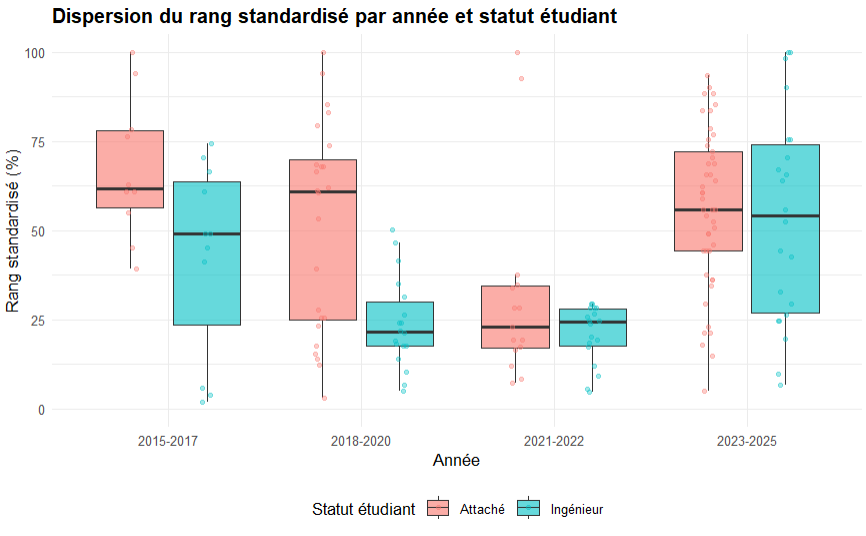 Dispersion du rang standardisé par année et statut étudiant
Rang standardisé (%)
100
75
50
25
0
2015-2017 2018-2020 2021-2022 2023-2025
Année
Statut étudiant Attaché Ingénieur